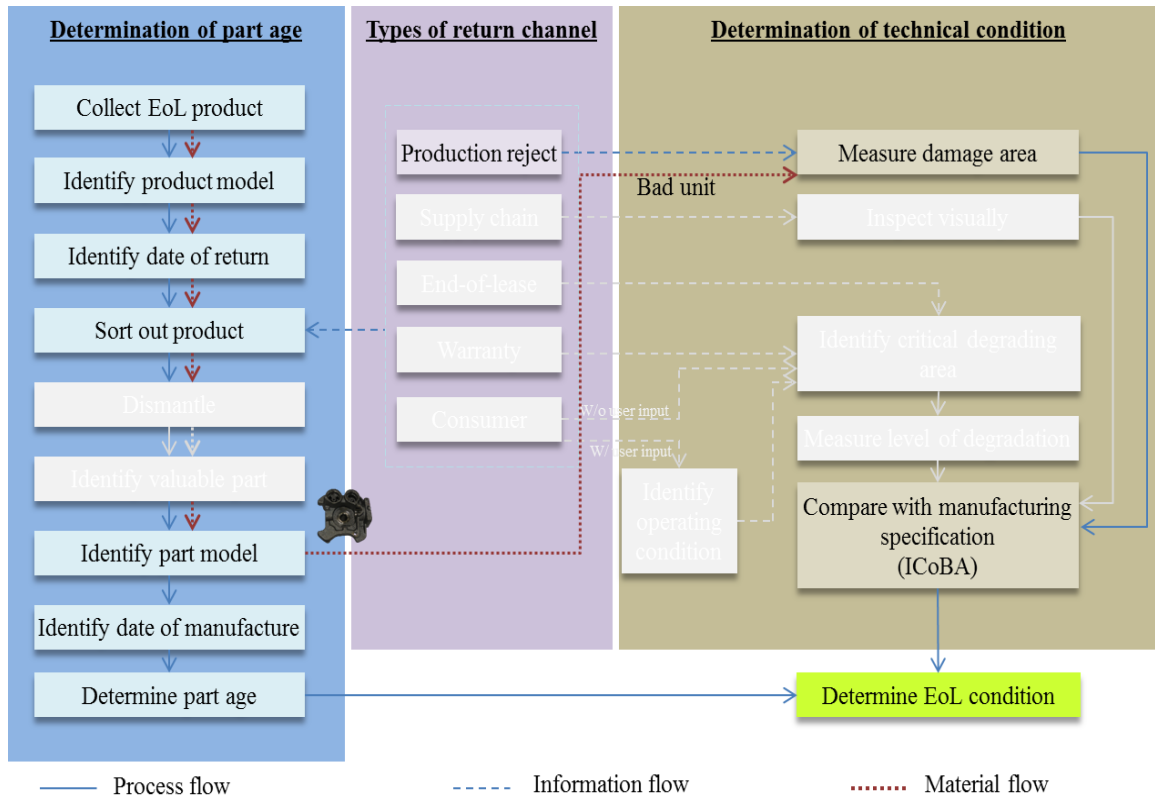 Determination of part age
Collect EoL product
Identify product model
Identify date of return
Sort out product
Dismantle
Identify valuable part
Identify part model
Identify date of manufacture
Determine part age
Types of return channel
Production reject
Supply chain
End-of-lease
Warranty
Consumer
W/o user input
W/ user input
Bad unit
Determination of technical condition
Measure damage area
Inspect visually
Identify critical degrading
area
Measure level of degradation
Identify
operating
condition
Compare with manufacturing
specification
(ICoBA)
Determine EoL condition
Process flow
Information flow
Material flow